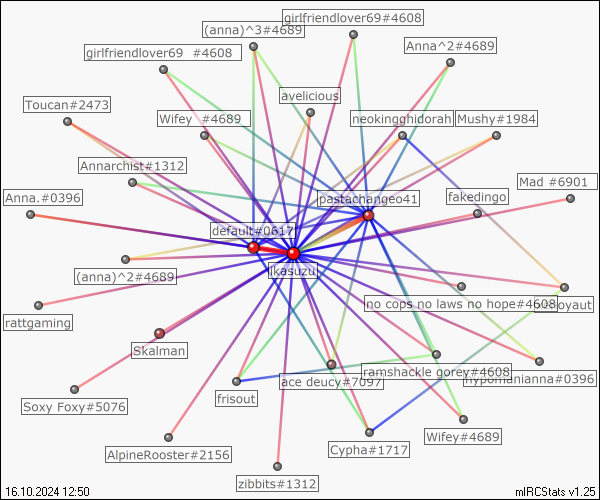 girlfriendlover69#4608
(anna)^3#4689
Anna^2#4689
girlfriendlover69 #4608
avelicious
Toucan#2473
Wifey #4689
neokingghidorah
Mushy#1984
Annarchist#1312
Mad #6901
Anna.#0396
pastachangeo41
fakedingo
default#0617
ikasuzu
(anna)^2#4689
no cops no laws no hope#4608
oyaut
rattgaming
Skalman
ramshackle gorey#4608
ace deucy#7097
hypomanianna#0396
frisout
Soxy Foxy#5076
Wifey#4689
AlpineRooster#2156
Cypha#1717
zibbits#1312
16.10.2024 12:50
mIRCStats v1.25